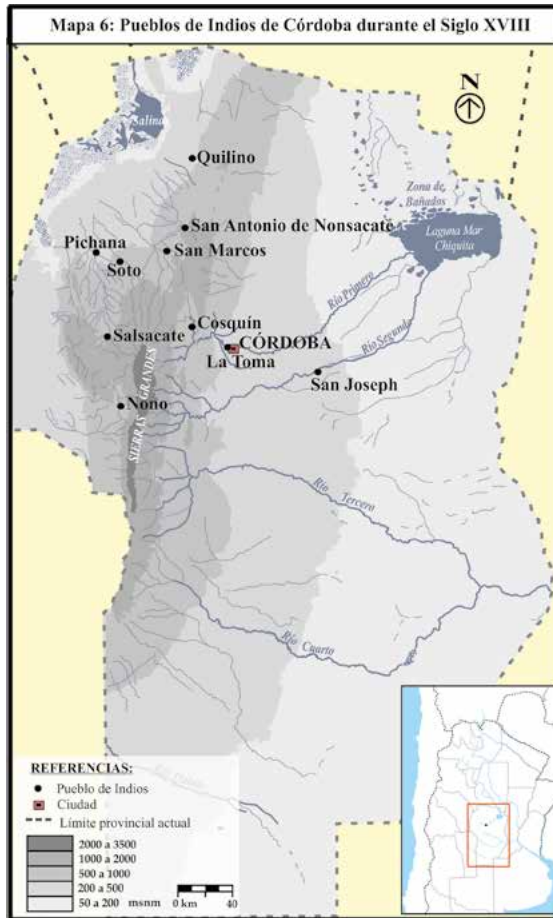 Mapa 6: Pueblos de Indios de Córdoba durante el Siglo XVIII
N
Salina
Quilino
Zona de
Bañados
San Antonio de Nonsacate
Laguna Mar
Chiquita
Pichana
San Marcos
Soto
Río Primero
Cosquín
Salsacate
CÓRDOBA
La Toma
Río Segundo
San Joseph
SIERRAS GRANDES
Nono
Río Tercero
Río Cuarto
REFERENCIAS:
Pueblo de Indios
Ciudad
Límite provincial actual
2000 a 3500
1000 a 2000
500 a 1000
200 a 500
50 a 200 msnm
0 km 40